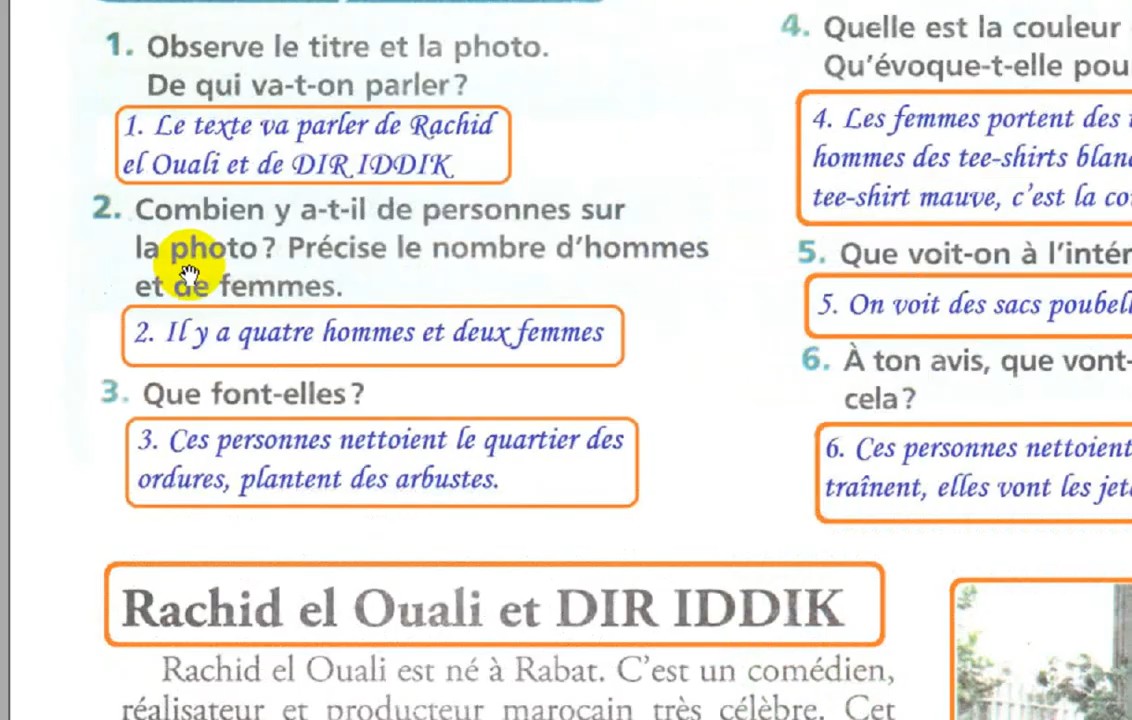 1. Observe le titre et la photo.
De qui va-t-on parler ?
1. Le texte va parler de Rachid
el Ouali et de DIR IDDIK
2. Combien y a-t-il de personnes sur
la photo ? Précise le nombre d'hommes
et de femmes.
2. Il y a quatre hommes et deux femmes
3. Que font-elles ?
3. Ces personnes nettoient le quartier des
ordures, plantent des arbustes.
4. Quelle est la couleur
Qu'évoque-t-elle pou
4. Les femmes portent des
hommes des tee-shirts blan
tee-shirt mauve, c'est la co
5. Que voit-on à l'intér
5. On voit des sacs poubell
6. À ton avis, que vont-
cela ?
6. Ces personnes nettoient
traînent, elles vont les jet
Rachid el Ouali et DIR IDDIK
Rachid el Ouali est né à Rabat. C'est un comédien,
réalisateur et producteur marocain très célèbre. Cet